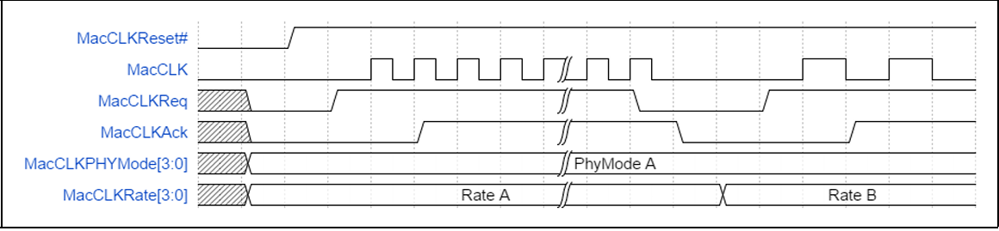 MacCLKReset#
MacCLK
MacCLKReq
MacCLKAck
MacCLKPHYMode[3:0] PhyMode A
MacCLKRate[3:0] Rate A Rate B